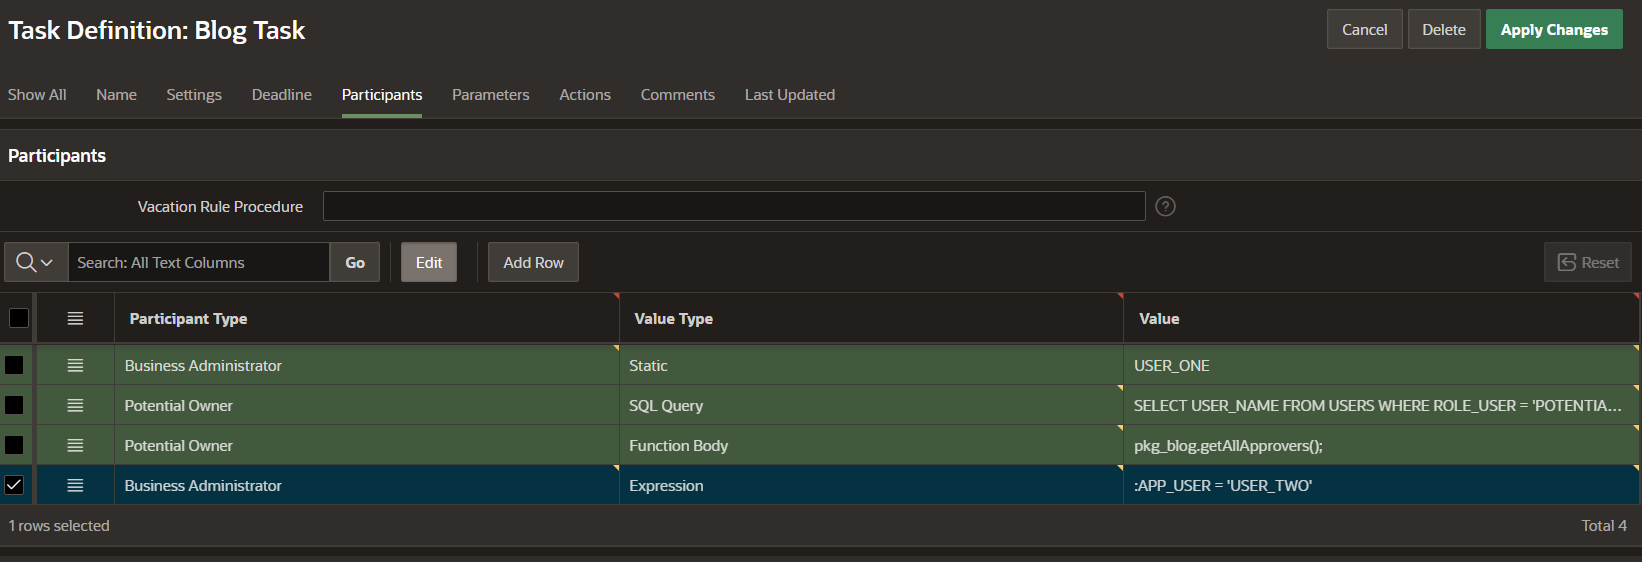 Task Definition: Blog Task
Cancel Delete Apply Changes
Show All Name Settings Deadline Participants Parameters Actions Comments Last Updated
Participants
Vacation Rule Procedure ?
Search: All Text Columns Go Edit Add Row Reset
Participant Type Value Type Value
Business Administrator Static USER_ONE
Potential Owner SQL Query SELECT USER_NAME FROM USERS WHERE ROLE_USER = 'POTENTIA...
Potential Owner Function Body pkg_blog.getAllApprovers();
Business Administrator Expression :APP_USER = 'USER_TWO'
1 rows selected Total 4